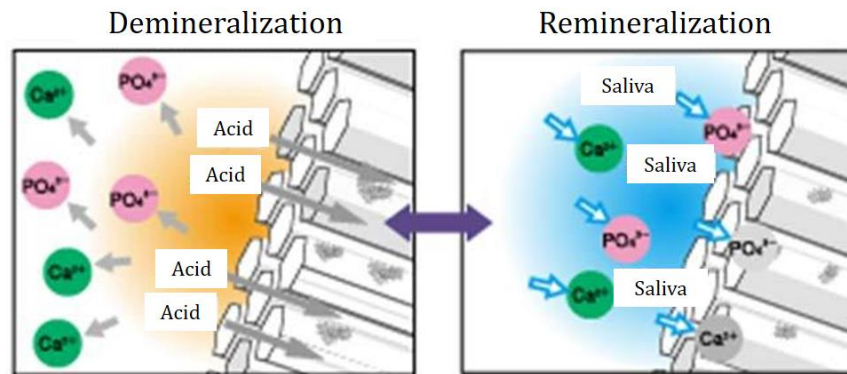 Demineralization
Remineralization
Ca²⁺
PO₄³⁻
Acid
Acid
PO₄³⁻
PO₄³⁻
Ca²⁺
Acid
Ca²⁺
Acid
Saliva
PO₄³⁻
Ca²⁺
Saliva
PO₄³⁻
PO₄³⁻
Ca²⁺
Saliva
Ca²⁺